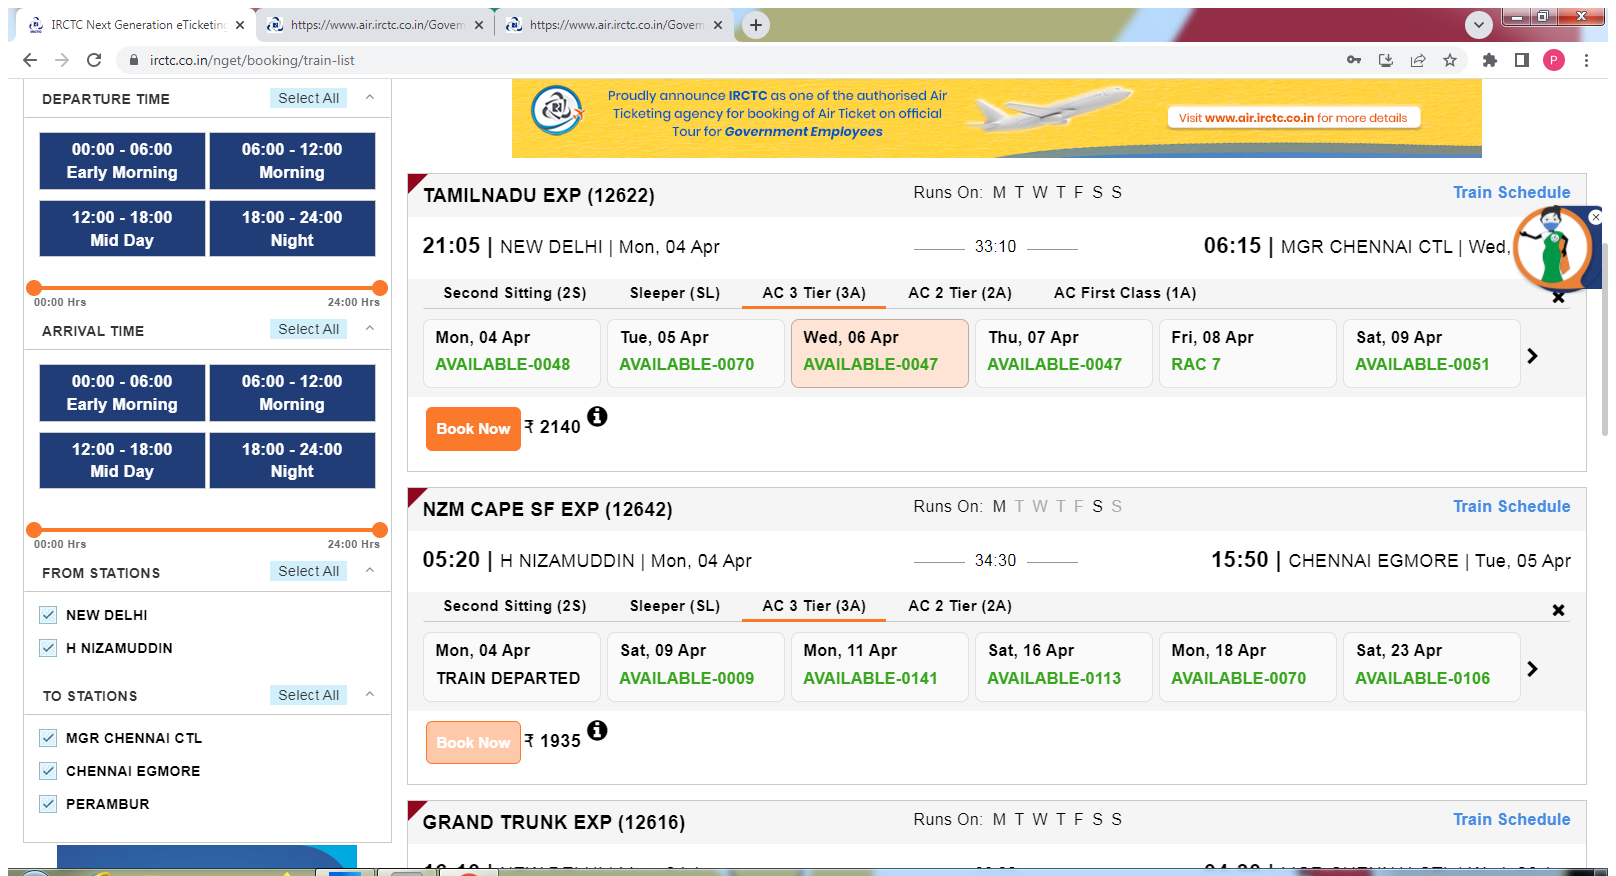 IRCTC Next Generation eTicketing
https://www.air.irctc.co.in/Govern
https://www.air.irctc.co.in/Govern
irctc.co.in/nget/booking/train-list
P
DEPARTURE TIME Select All
00:00 - 06:00
Early Morning
06:00 - 12:00
Morning
12:00 - 18:00
Mid Day
18:00 - 24:00
Night
00:00 Hrs 24:00 Hrs
ARRIVAL TIME Select All
00:00 - 06:00
Early Morning
06:00 - 12:00
Morning
12:00 - 18:00
Mid Day
18:00 - 24:00
Night
00:00 Hrs 24:00 Hrs
FROM STATIONS Select All
NEW DELHI
H NIZAMUDDIN
TO STATIONS Select All
MGR CHENNAI CTL
CHENNAI EGMORE
PERAMBUR
Proudly announce IRCTC as one of the authorised Air
Ticketing agency for booking of Air Ticket on official
Tour for Government Employees
Visit www.air.irctc.co.in for more details
TAMILNADU EXP (12622) Runs On: M T W T F S S Train Schedule
21:05 | NEW DELHI | Mon, 04 Apr 33:10 06:15 | MGR CHENNAI CTL | Wed,
Second Sitting (2S) Sleeper (SL) AC 3 Tier (3A) AC 2 Tier (2A) AC First Class (1A)
Mon, 04 Apr Tue, 05 Apr Wed, 06 Apr Thu, 07 Apr Fri, 08 Apr Sat, 09 Apr
AVAILABLE-0048 AVAILABLE-0070 AVAILABLE-0047 AVAILABLE-0047 RAC 7 AVAILABLE-0051
Book Now ₹ 2140
NZM CAPE SF EXP (12642) Runs On: M T W T F S S Train Schedule
05:20 | H NIZAMUDDIN | Mon, 04 Apr 34:30 15:50 | CHENNAI EGMORE | Tue, 05 Apr
Second Sitting (2S) Sleeper (SL) AC 3 Tier (3A) AC 2 Tier (2A)
Mon, 04 Apr Sat, 09 Apr Mon, 11 Apr Sat, 16 Apr Mon, 18 Apr Sat, 23 Apr
TRAIN DEPARTED AVAILABLE-0009 AVAILABLE-0141 AVAILABLE-0113 AVAILABLE-0070 AVAILABLE-0106
Book Now ₹ 1935
GRAND TRUNK EXP (12616) Runs On: M T W T F S S Train Schedule